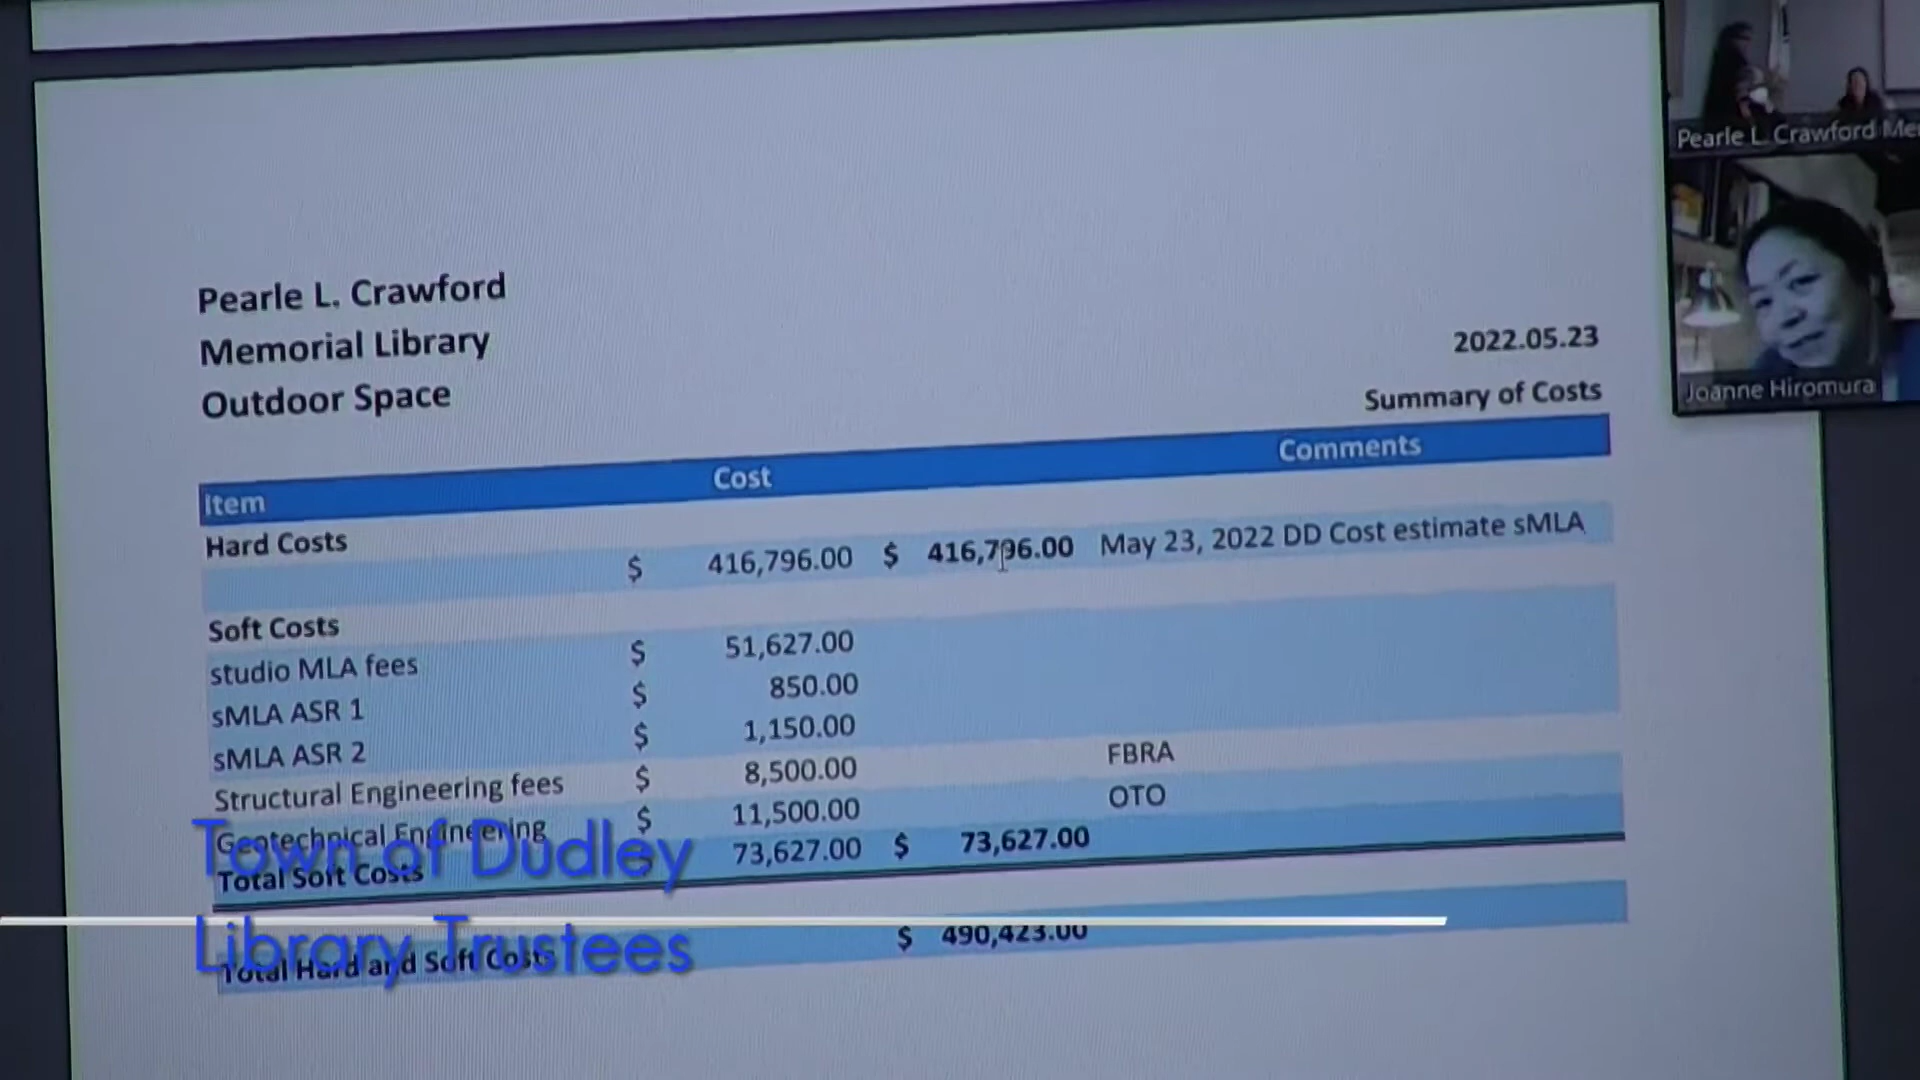 Pearle L. Crawford Me
Joanne Hiromura
Pearle L. Crawford
Memorial Library
Outdoor Space
2022.05.23
Summary of Costs
Item Cost Comments
Hard Costs
$ 416,796.00 $ 416,796.00 May 23, 2022 DD Cost estimate sMLA
Soft Costs
studio MLA fees $ 51,627.00
sMLA ASR 1 $ 850.00
sMLA ASR 2 $ 1,150.00
Structural Engineering fees $ 8,500.00 FBRA
Geotechnical Engineering $ 11,500.00 OTO
Total Soft Costs $ 73,627.00 $ 73,627.00
Total Hard and Soft Costs $ 490,423.00
Town of Dudley
Library Trustees